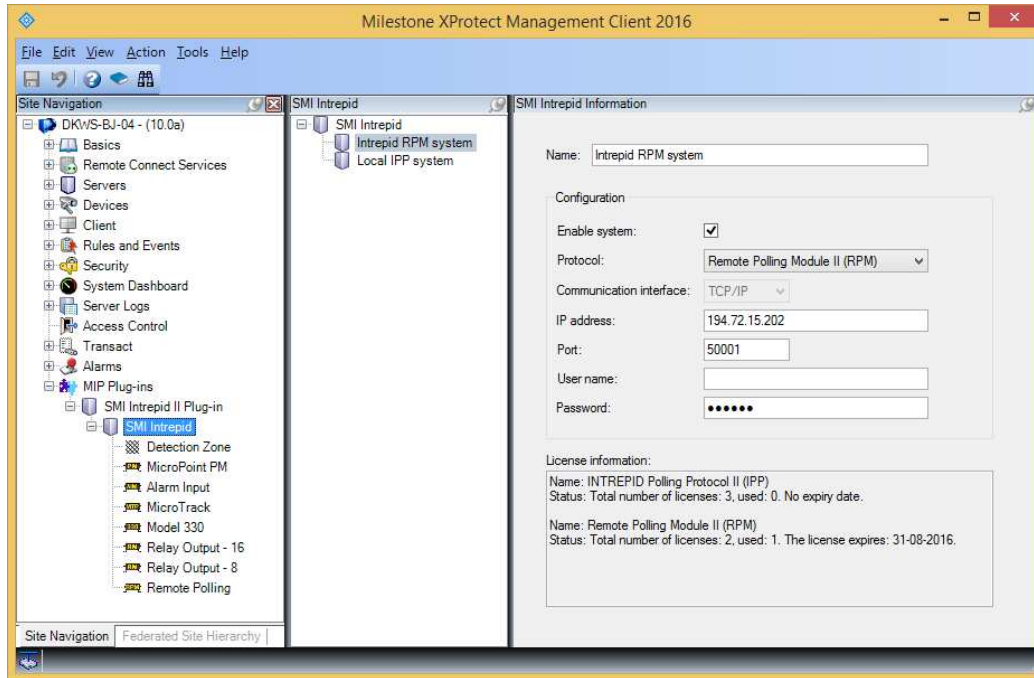 Milestone XProtect Management Client 2016
File Edit View Action Tools Help
Site Navigation
DKWS-BJ-04 - (10.0a)
Basics
Remote Connect Services
Servers
Devices
Client
Rules and Events
Security
System Dashboard
Server Logs
Access Control
Transact
Alarms
MIP Plug-ins
SMI Intrepid II Plug-in
SMI Intrepid
Detection Zone
MicroPoint PM
Alarm Input
MicroTrack
Model 330
Relay Output - 16
Relay Output - 8
Remote Polling
Site Navigation Federated Site Hierarchy
SMI Intrepid
SMI Intrepid
Intrepid RPM system
Local IPP system
SMI Intrepid Information
Name: Intrepid RPM system
Configuration
Enable system:
Protocol: Remote Polling Module II (RPM)
Communication interface: TCP/IP
IP address: 194.72.15.202
Port: 50001
User name:
Password: ••••••
License information:
Name: INTREPID Polling Protocol II (IPP)
Status: Total number of licenses: 3, used: 0. No expiry date.
Name: Remote Polling Module II (RPM)
Status: Total number of licenses: 2, used: 1. The license expires: 31-08-2016.